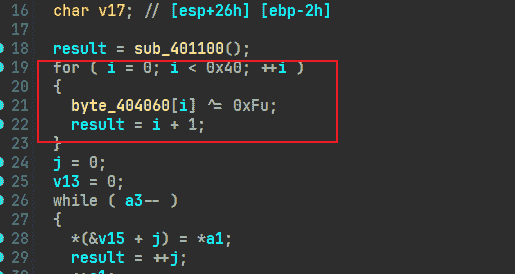 16 char v17; // [esp+26h] [ebp-2h]
17
18 result = sub_401100();
19 for ( i = 0; i < 0x40; ++i )
20 {
21 byte_404060[i] ^= 0xFu;
22 result = i + 1;
23 }
24 j = 0;
25 v13 = 0;
26 while ( a3-- )
27 {
28 *(&v15 + j) = *a1;
29 result = ++j;